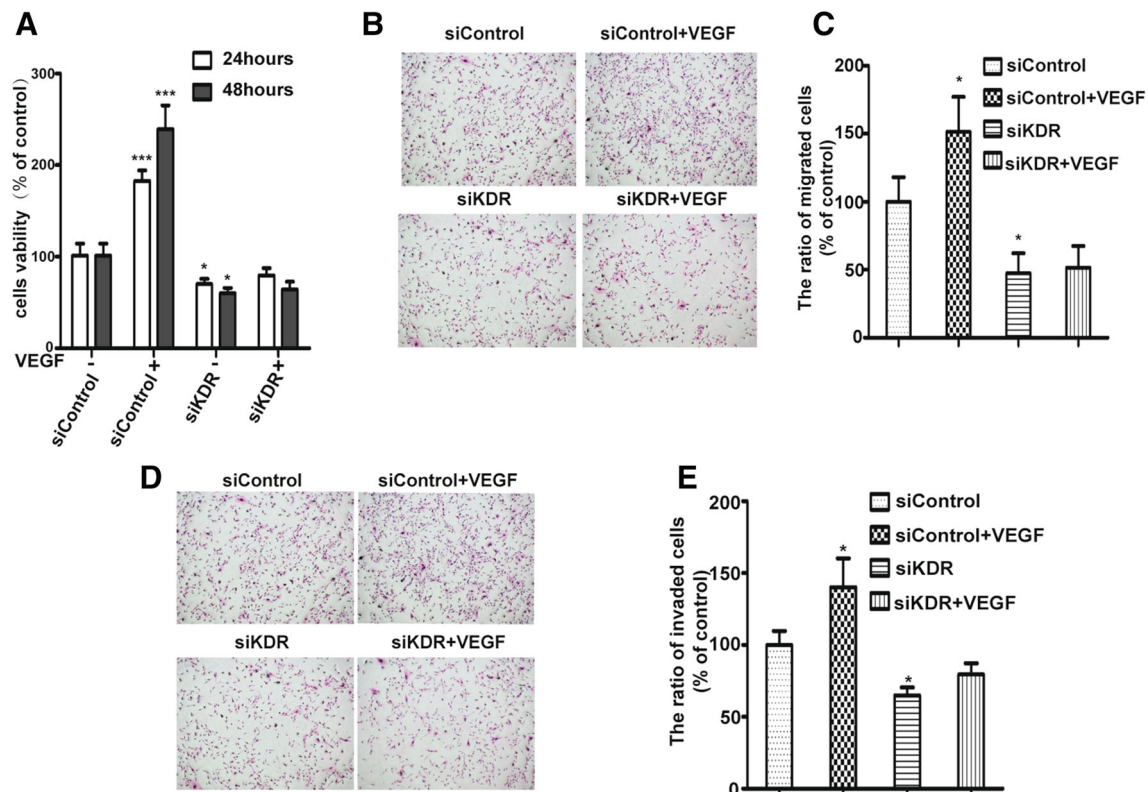 A
24hours
48hours
cells vability (% of control)
300
200
100
0
***
***
*
*
VEGF - + - +
siControl
siControl
siKDR
siKDR
B
siControl
siControl+VEGF
siKDR
siKDR+VEGF
C
siControl
siControl+VEGF
siKDR
siKDR+VEGF
The ratio of migrated cells
(% of control)
200
150
100
50
0
*
*
D
siControl
siControl+VEGF
siKDR
siKDR+VEGF
E
siControl
siControl+VEGF
siKDR
siKDR+VEGF
The ratio of invaded cells
(% of control)
200
150
100
50
0
*
*